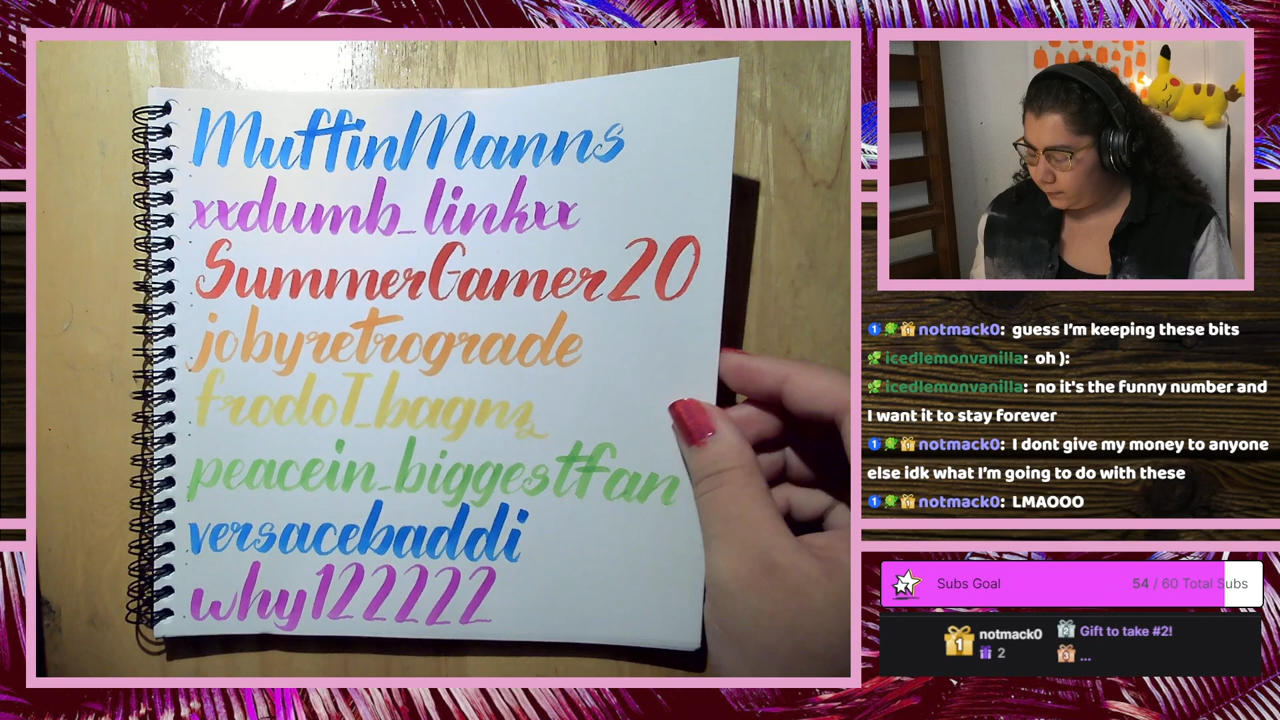 MuffinManns
xxdumb_linkxx
SummerGamer20
jobyretrograde
peacein_biggestfan
versacebaddi
why122222
notmack0: guess I'm keeping these bits
icedlemonvanilla: oh ):
icedlemonvanilla: no it's the funny number and
I want it to stay forever
notmack0: I dont give my money to anyone
else idk what I'm going to do with these
notmack0: LMAOOO
Subs Goal
54 / 60 Total Subs
notmack0
2
Gift to take #2!
...